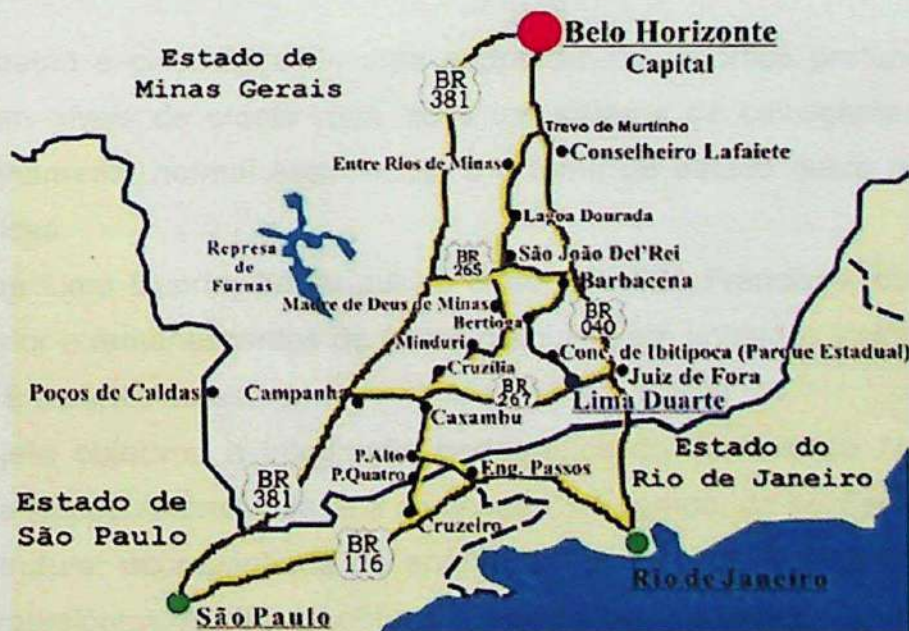 Belo Horizonte
Capital
Estado de
Minas Gerais
BR
381
Trevo de Murtinho
Conselheiro Lafaiete
Entre Rios de Minas
Lagoa Dourada
São João Del'Rei
Represa
de
Furnas
BR
265
Barbacena
Madre de Deus de Minas
Bertioga
BR
040
Minduri
Conc. de Ibitipoca (Parque Estadual)
Cruzília
Juiz de Fora
Poços de Caldas
Campanha
BR
267
Lima Duarte
Caxambu
Estado do
Rio de Janeiro
P.Alto
P.Quatro
Eng. Passos
BR
381
Estado de
São Paulo
Cruzeiro
BR
116
Rio de Janeiro
São Paulo